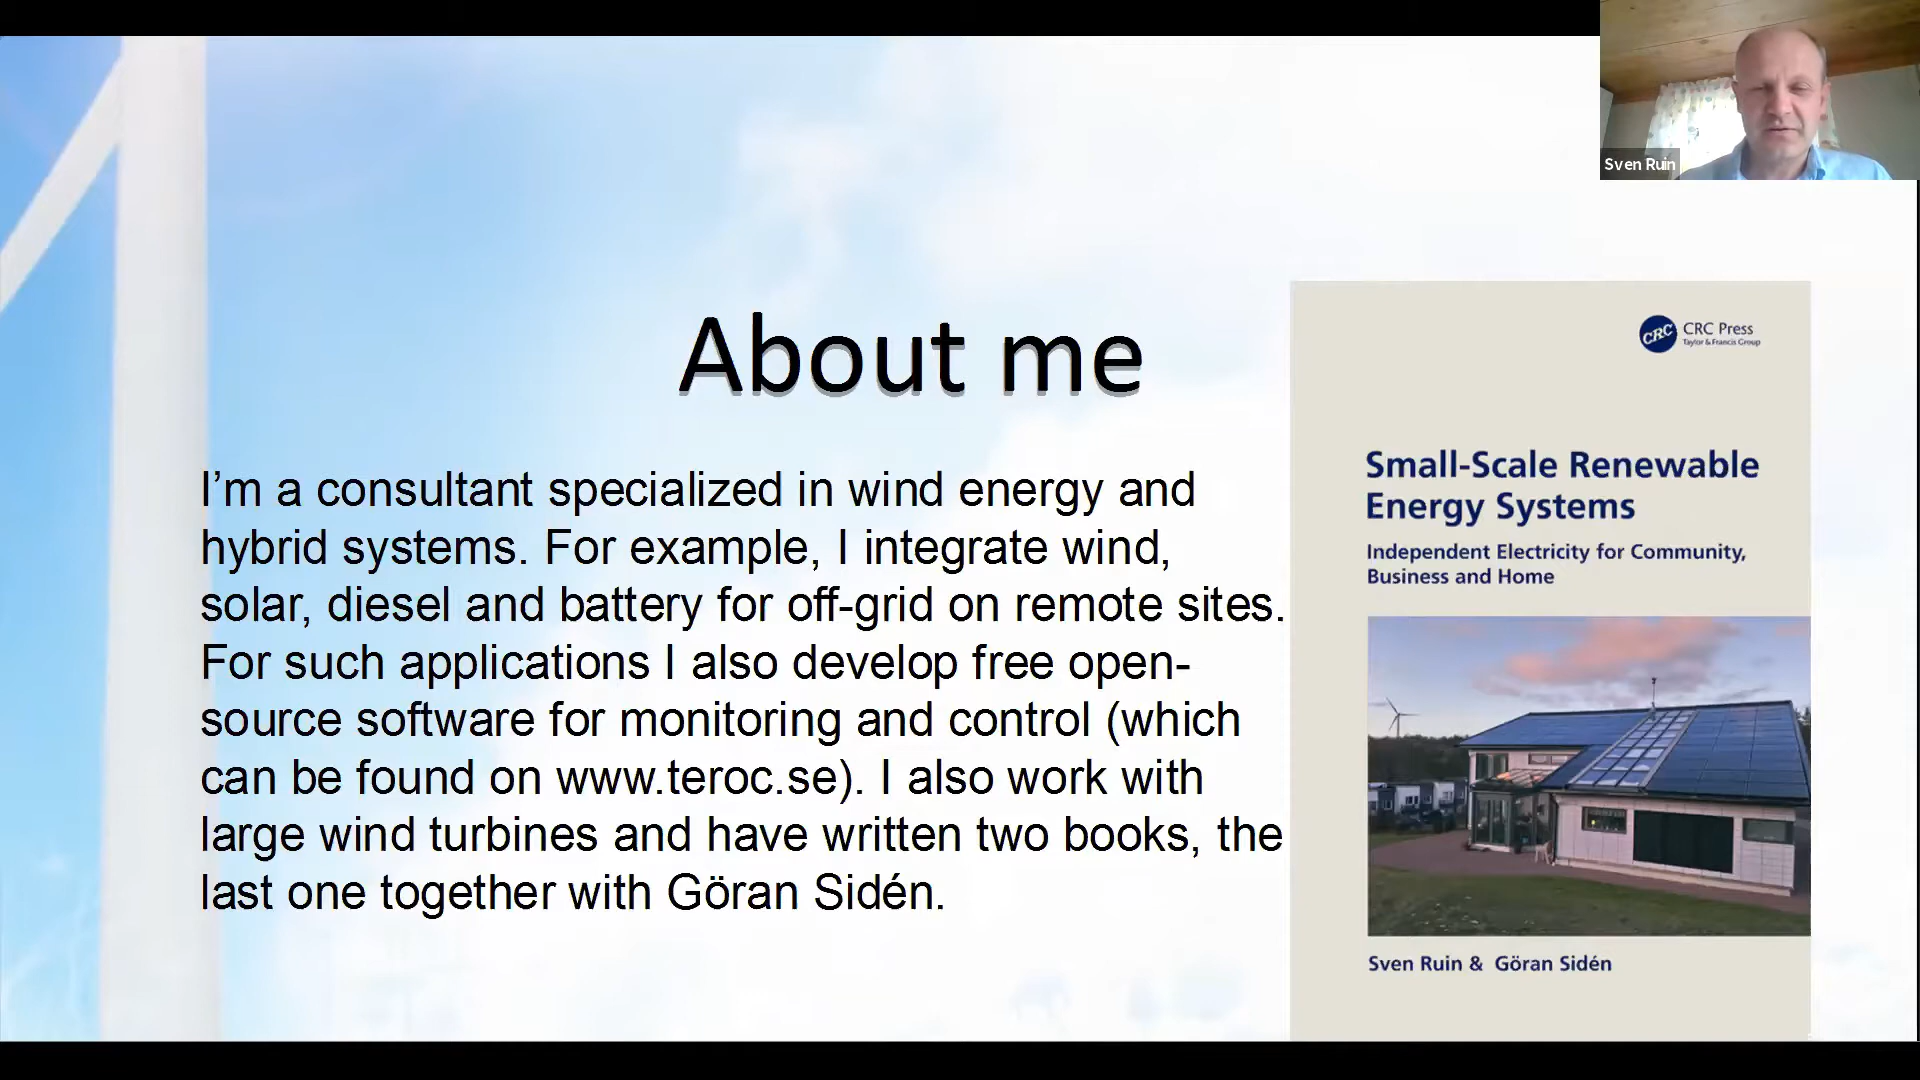 Sven Ruin
About me
I’m a consultant specialized in wind energy and
hybrid systems. For example, I integrate wind,
solar, diesel and battery for off-grid on remote sites.
For such applications I also develop free open-
source software for monitoring and control (which
can be found on www.teroc.se). I also work with
large wind turbines and have written two books, the
last one together with Göran Sidén.
CRC
CRC Press
Taylor & Francis Group
Small-Scale Renewable
Energy Systems
Independent Electricity for Community,
Business and Home
Sven Ruin & Göran Sidén